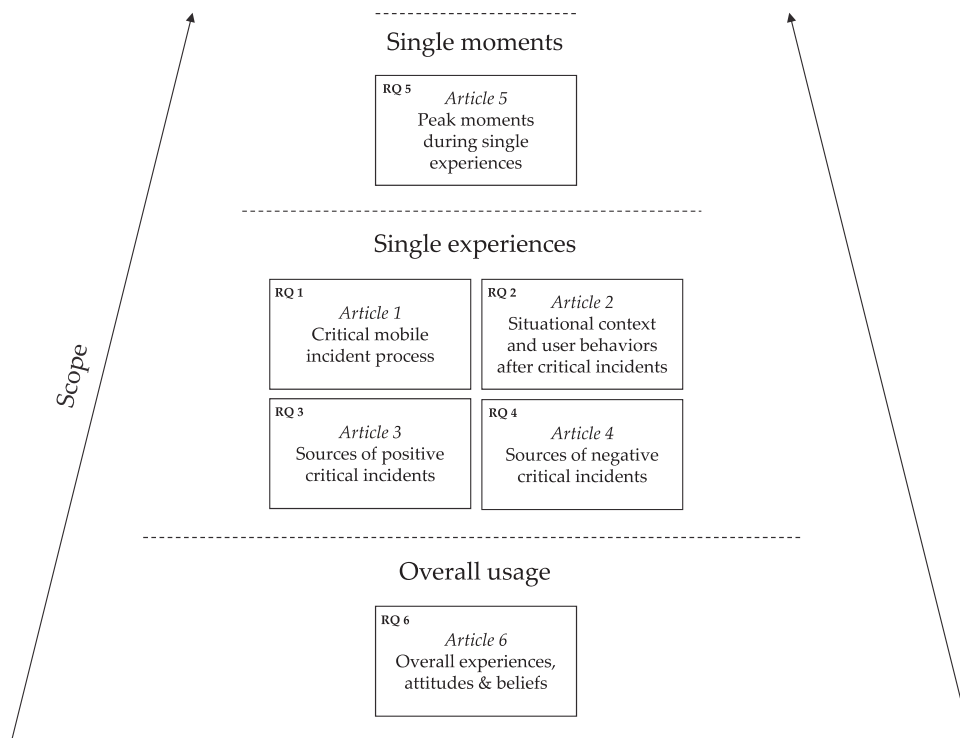 Single moments
RQ 5
Article 5
Peak moments
during single
experiences
Single experiences
RQ 1
Article 1
Critical mobile
incident process
RQ 2
Article 2
Situational context
and user behaviors
after critical incidents
Scope
RQ 3
Article 3
Sources of positive
critical incidents
RQ 4
Article 4
Sources of negative
critical incidents
Overall usage
RQ 6
Article 6
Overall experiences,
attitudes & beliefs